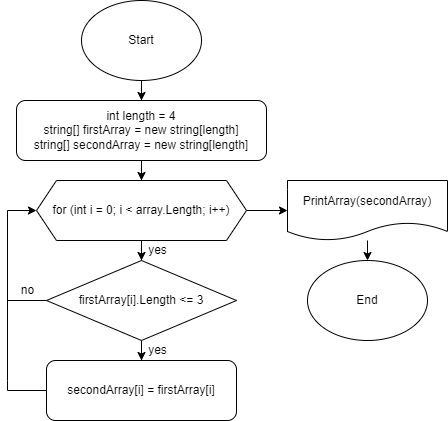 Start
int length = 4
string[] firstArray = new string[length]
string[] secondArray = new string[length]
for (int i = 0; i < array.Length; i++)
PrintArray(secondArray)
yes
no
firstArray[i].Length <= 3
End
yes
secondArray[i] = firstArray[i]